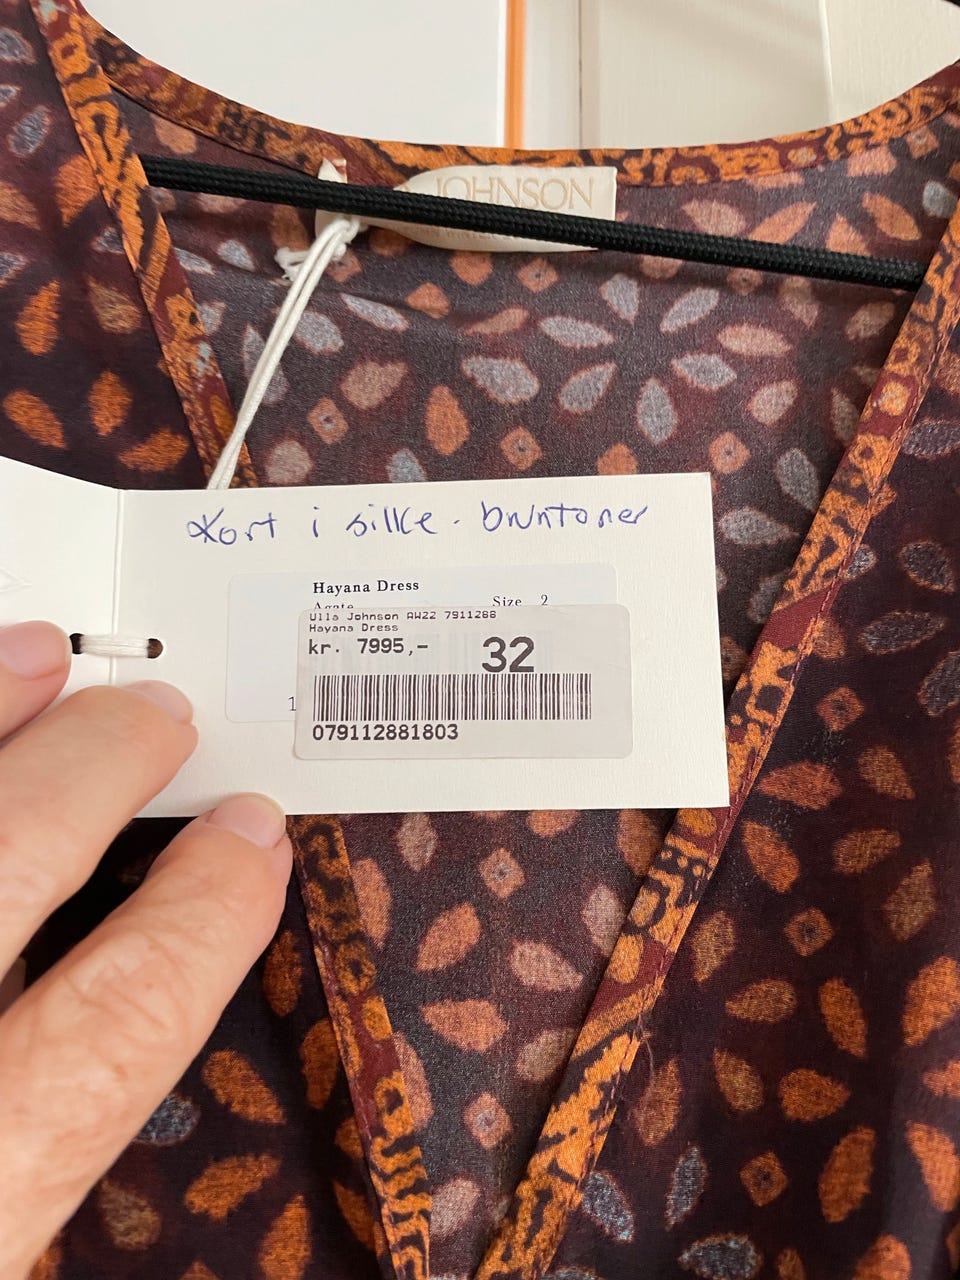 JOHNSON
Kort i silke. bruntoner
Hayana Dress
Agate Size 2
Ulla Johnson AW22 7911288
Hayana Dress
kr. 7995,- 32
1
079112881803